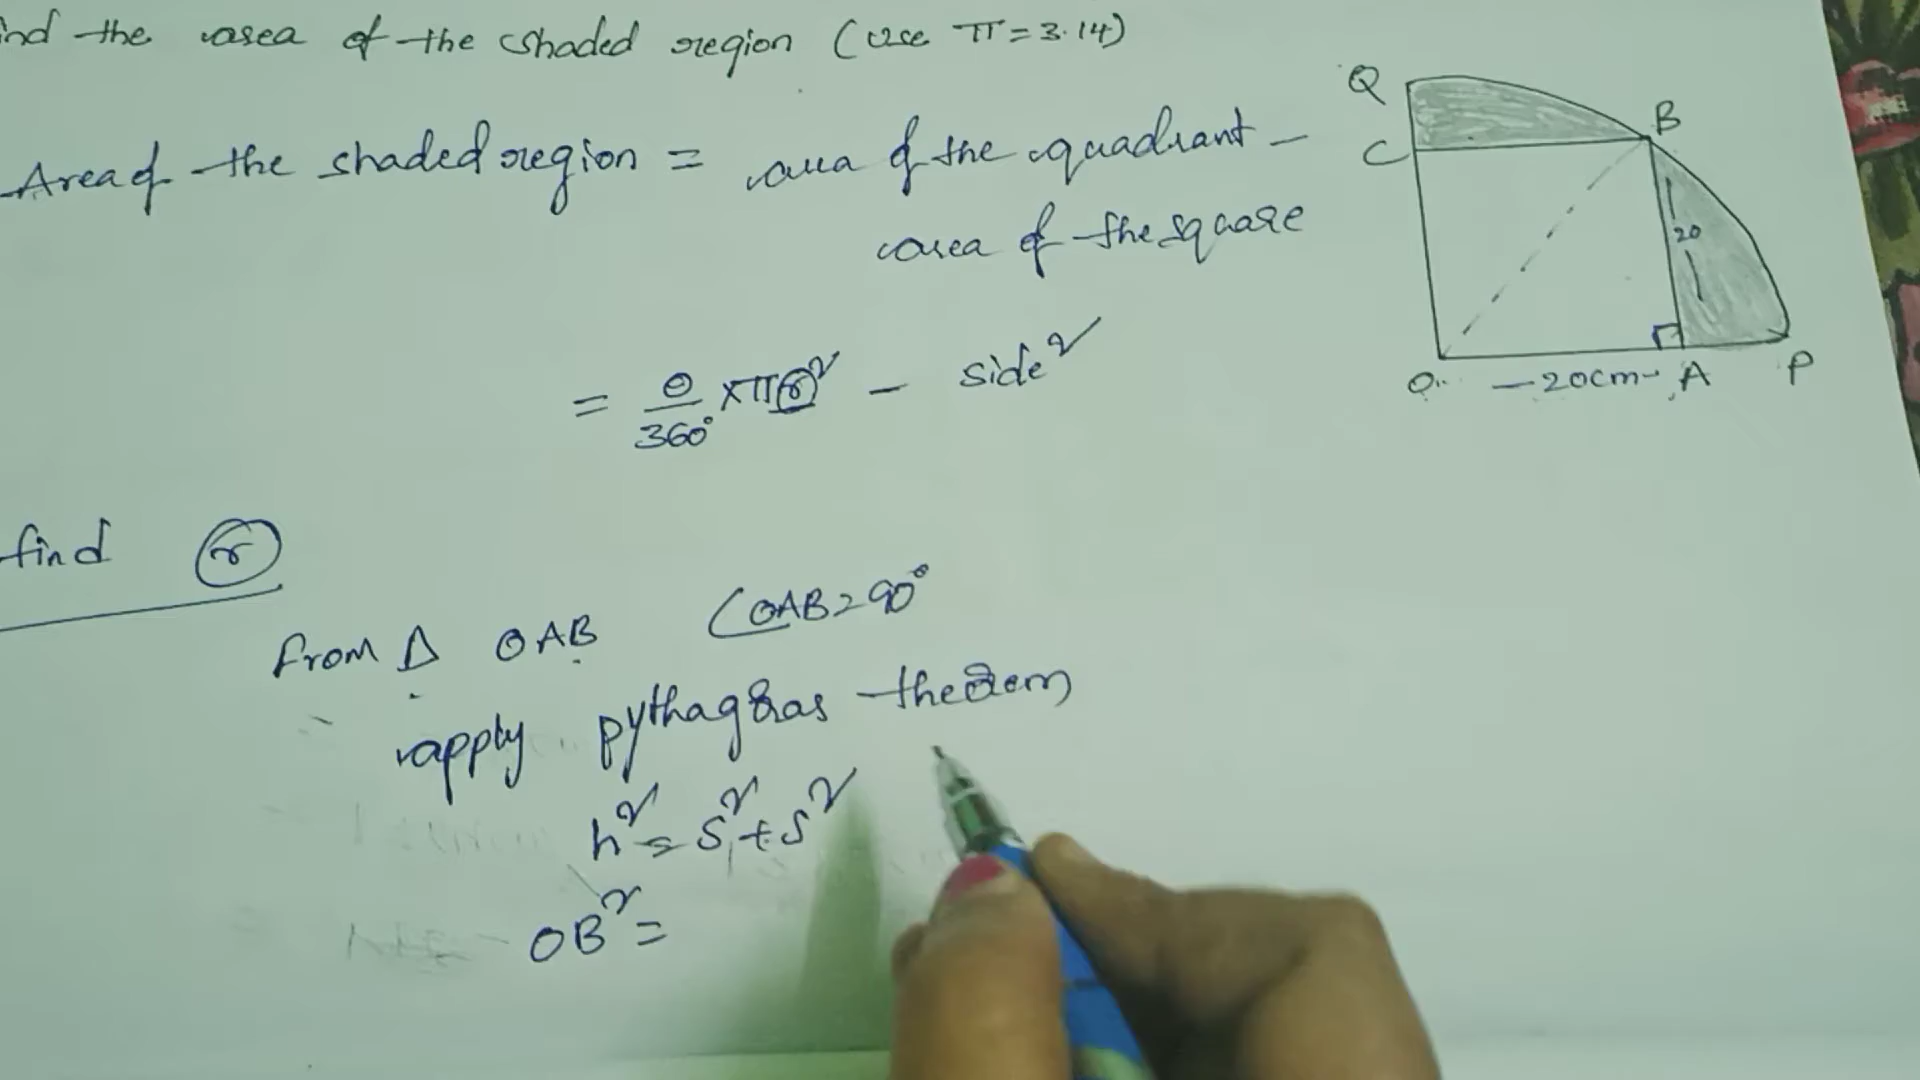 ind the area of the shaded region (use π=3.14)
Area of the shaded region = area of the quadrant -
area of the square
= θ/360° × πr² - side²
find r
From Δ OAB ∠OAB = 90°
apply pythagoras theorem
h² = s² + s²
OB² =
Q
B
C
20
O
-20cm-
A
P